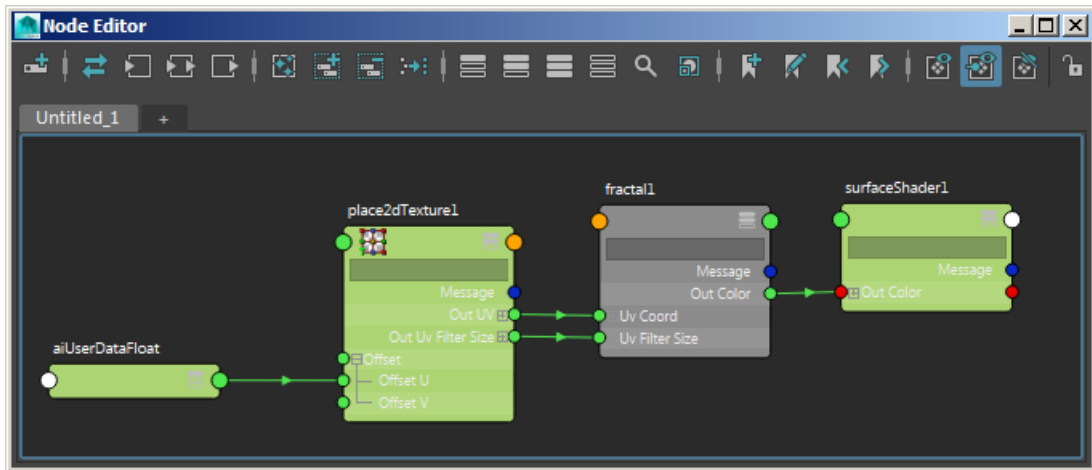 Node Editor
Untitled_1 +
fractal1
surfaceShader1
place2dTexture1
Message
Message
Message
Out Color
Out Color
Out UV
Uv Coord
Out Uv Filter Size
Uv Filter Size
aiUserDataFloat
Offset
Offset U
Offset V